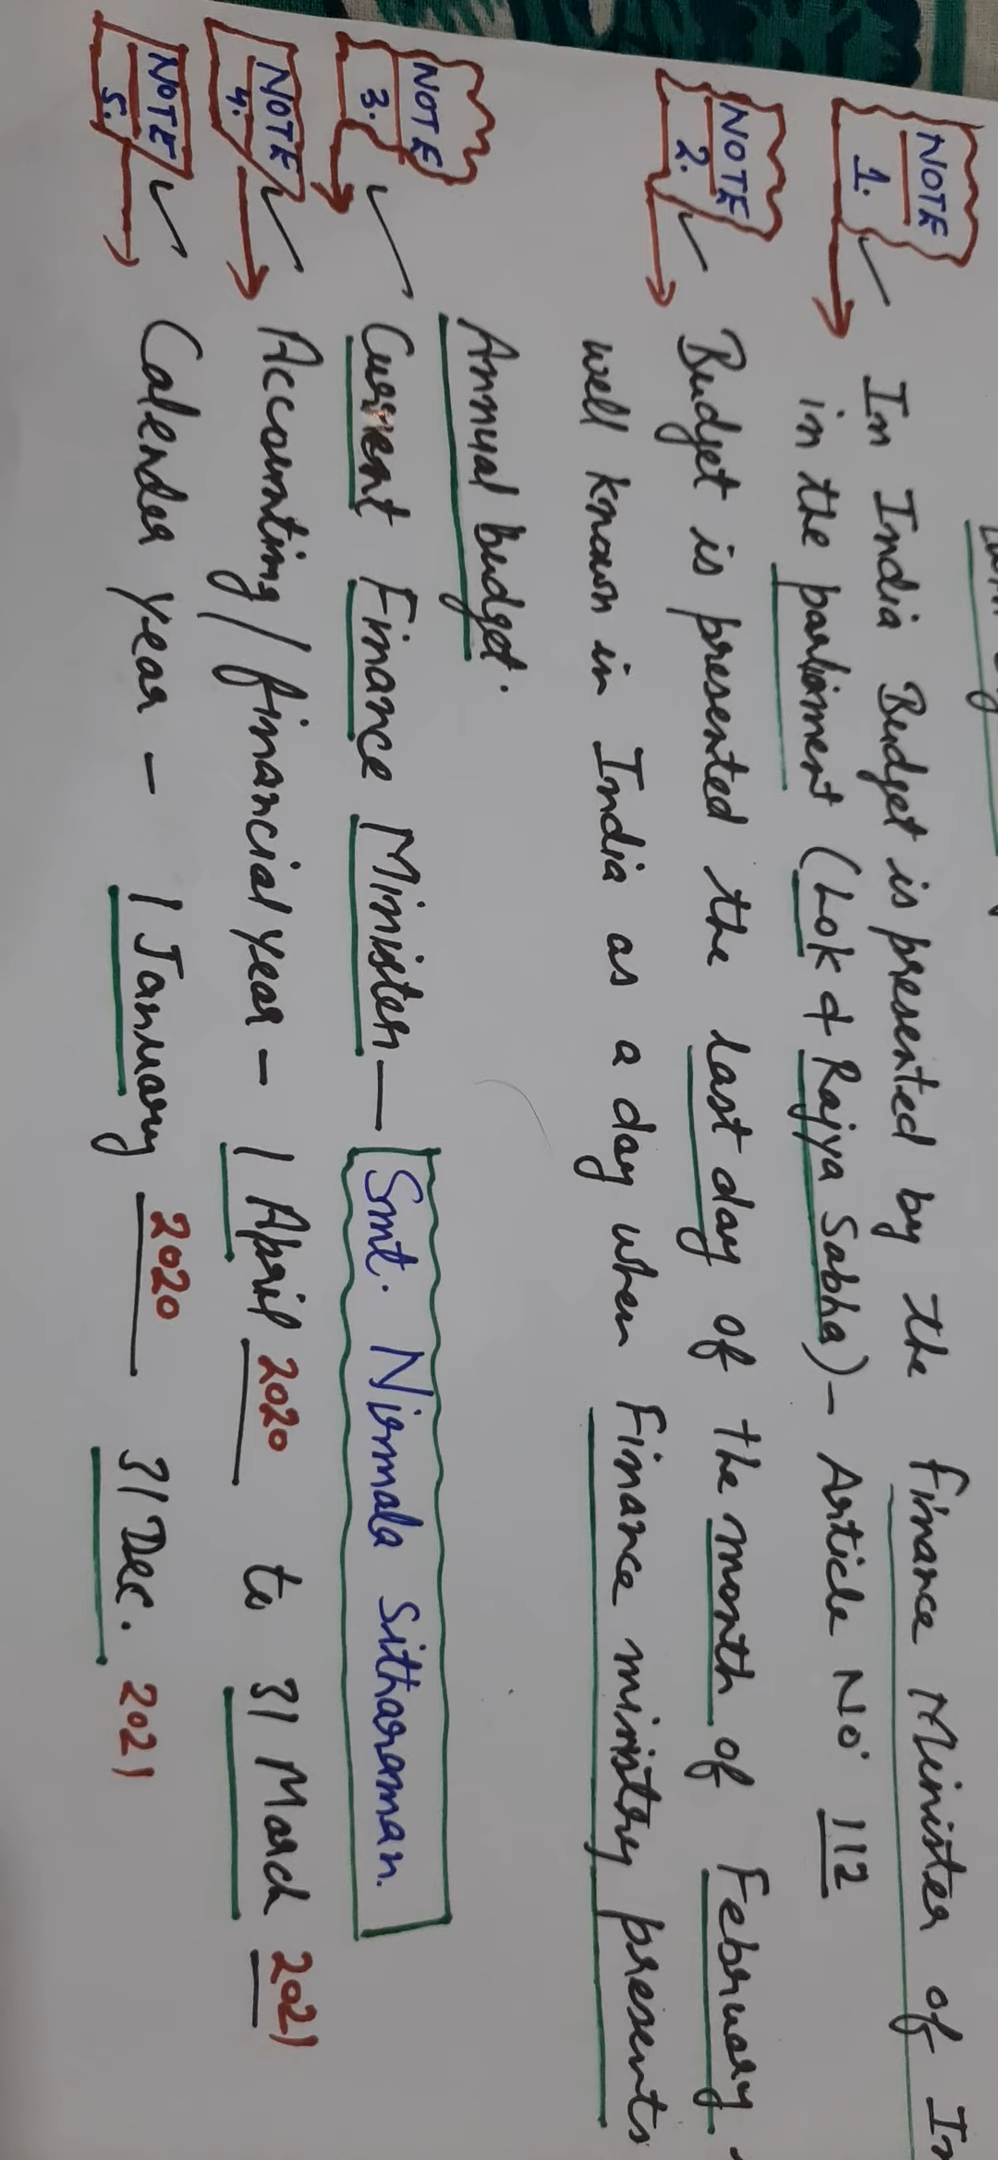 NOTE 1. In India Budget is presented by the Finance Minister of In
in the parliament (Lok & Rajya Sabha) - Article No. 112
NOTE 2. Budget is presented the last day of the month of February.
well known in India as a day when Finance ministry presents
Annual budget.
NOTE 3. Current Finance Minister - Smt. Nirmala Sitharaman.
NOTE 4. Accounting/financial year - 1 April 2020 to 31 March 2021
NOTE 5. Calender year - 1 January 2020 31 Dec. 2021